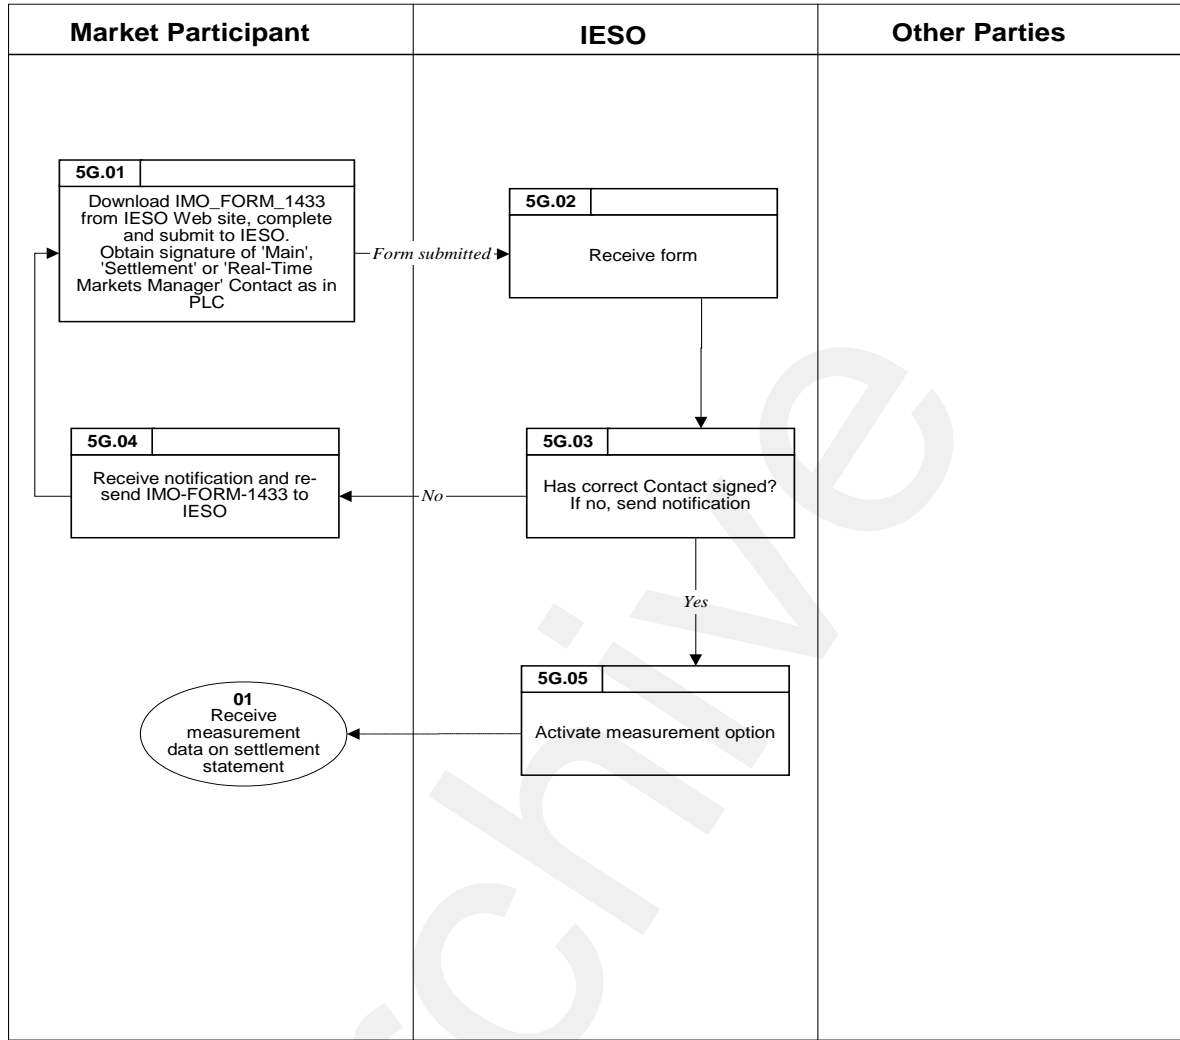 Market Participant
IESO
Other Parties
5G.01
Download IMO_FORM_1433
from IESO Web site, complete
and submit to IESO.
Obtain signature of 'Main',
'Settlement' or 'Real-Time
Markets Manager' Contact as in
PLC
Form submitted
5G.02
Receive form
5G.04
Receive notification and re-
send IMO-FORM-1433 to
IESO
No
5G.03
Has correct Contact signed?
If no, send notification
Yes
5G.05
Activate measurement option
01
Receive
measurement
data on settlement
statement
chive